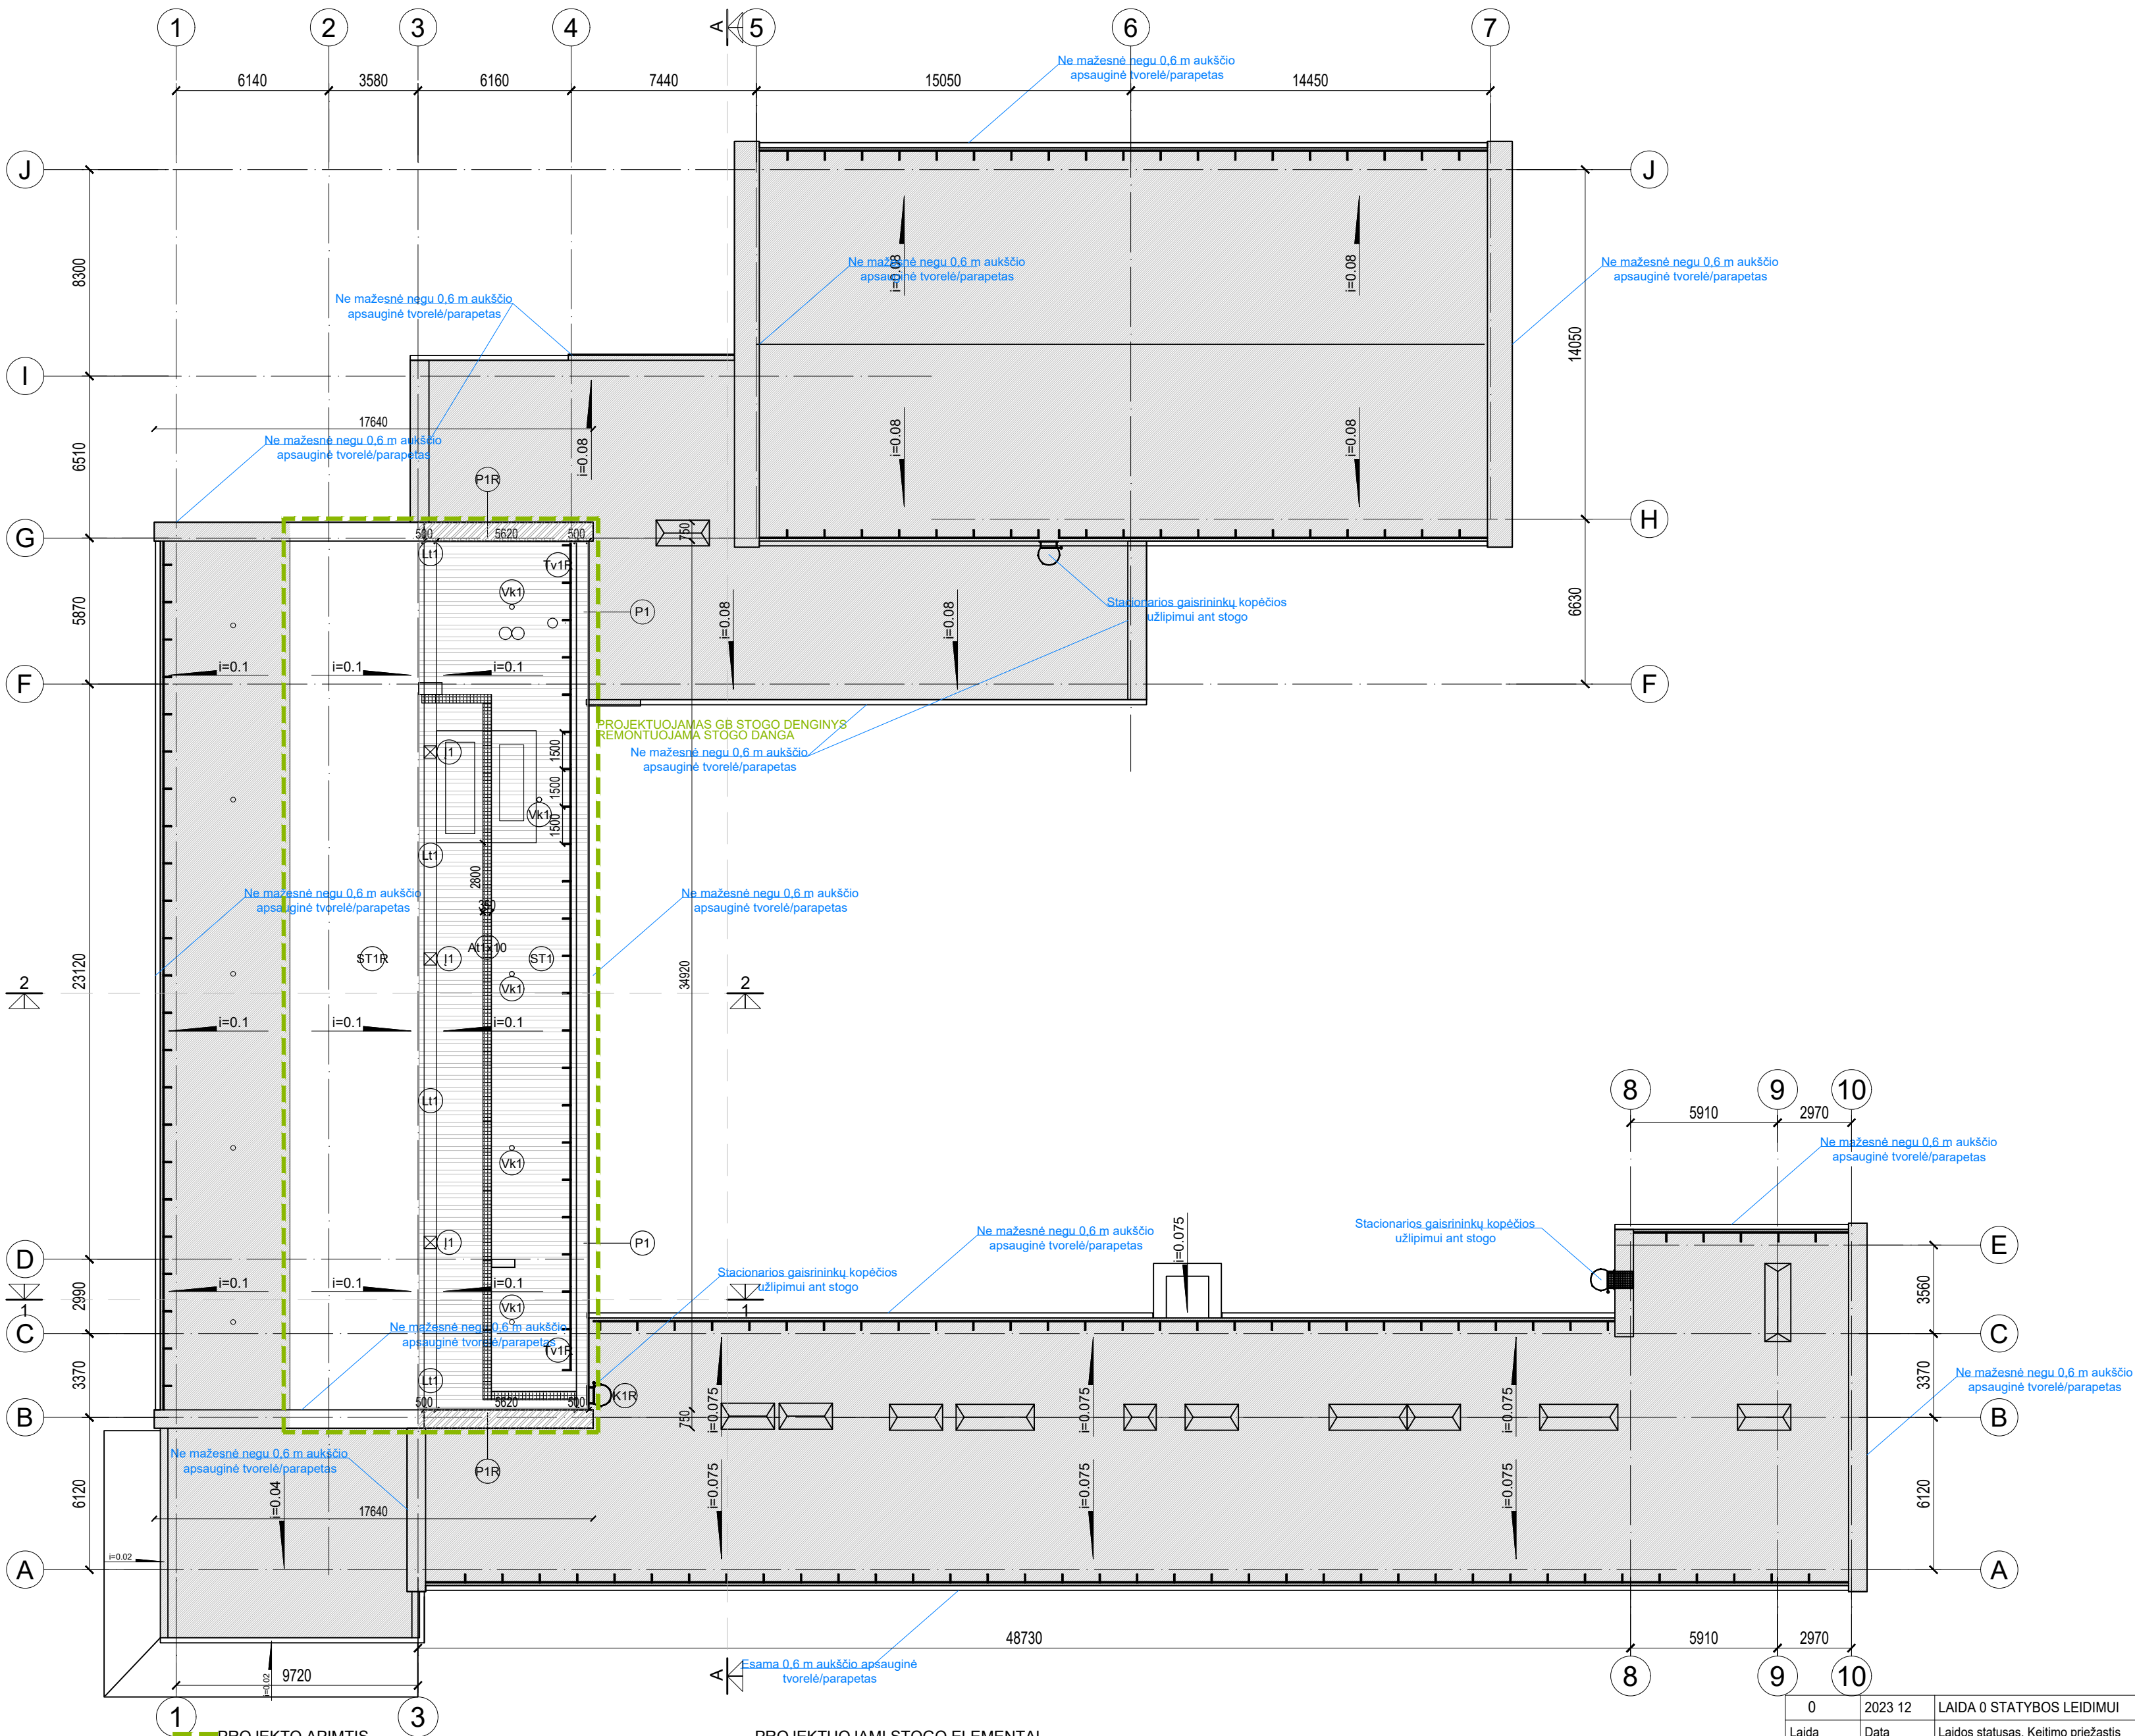 1 2 3 4 A 5 6 7
6140 3580 6160 7440 15050 14450
Ne mažesnė negu 0,6 m aukščio
apsauginė tvorelė/parapetas
J J
8300
i=0.08 i=0.08
Ne mažesnė negu 0,6 m aukščio
apsauginė tvorelė/parapetas
Ne mažesnė negu 0,6 m aukščio
apsauginė tvorelė/parapetas
Ne mažesnė negu 0,6 m aukščio
apsauginė tvorelė/parapetas
14050
I
17640
6510
Ne mažesnė negu 0,6 m aukščio
apsauginė tvorelė/parapetas
i=0.08
i=0.08 i=0.08
P1R
G H
500 5620 500
750
Lt1 Tv1R
Vk1
P1
5870
i=0.08 i=0.08
Stacionarios gaisrininkų kopėčios
užlipimui ant stogo
6630
i=0.1 i=0.1 i=0.1
F F
PROJEKTUOJAMAS GB STOGO DENGINYS
REMONTUOJAMA STOGO DANGA
Ne mažesnė negu 0,6 m aukščio
apsauginė tvorelė/parapetas
Į1
1500
1500
1500
Vk1
Lt1
2800
Ne mažesnė negu 0,6 m aukščio
apsauginė tvorelė/parapetas
Ne mažesnė negu 0,6 m aukščio
apsauginė tvorelė/parapetas
At1x10
ST1R Į1 ST1
23120
34920
2 2
Vk1
i=0.1 i=0.1 i=0.1
Lt1
8 9 10
5910 2970
Ne mažesnė negu 0,6 m aukščio
apsauginė tvorelė/parapetas
Vk1
Į1 P1
Ne mažesnė negu 0,6 m aukščio
apsauginė tvorelė/parapetas
i=0.075
Stacionarios gaisrininkų kopėčios
užlipimui ant stogo
D E
Stacionarios gaisrininkų kopėčios
užlipimui ant stogo
i=0.1 i=0.1 i=0.1
2990
3560
1 1
Vk1
Ne mažesnė negu 0,6 m aukščio
apsauginė tvorelė/parapetas
C C
Tv1R
3370
3370
Lt1 K1R
Ne mažesnė negu 0,6 m aukščio
apsauginė tvorelė/parapetas
500 5620 500
i=0.075 i=0.075 i=0.075
B B
750
Ne mažesnė negu 0,6 m aukščio
apsauginė tvorelė/parapetas
P1R
6120
i=0.04
i=0.075 i=0.075 i=0.075
6120
17640
i=0.02
A A
48730 5910 2970
Esama 0,6 m aukščio apsauginė
tvorelė/parapetas
i=0.02
9720
A
8 9 10
1 3
0 2023 12 LAIDA 0 STATYBOS LEIDIMUI
Laida Data Laidos statusas. Keitimo priežastis
PROJEKTO APIMTIS
PROJEKTUOJAMI STOGO ELEMENTAI